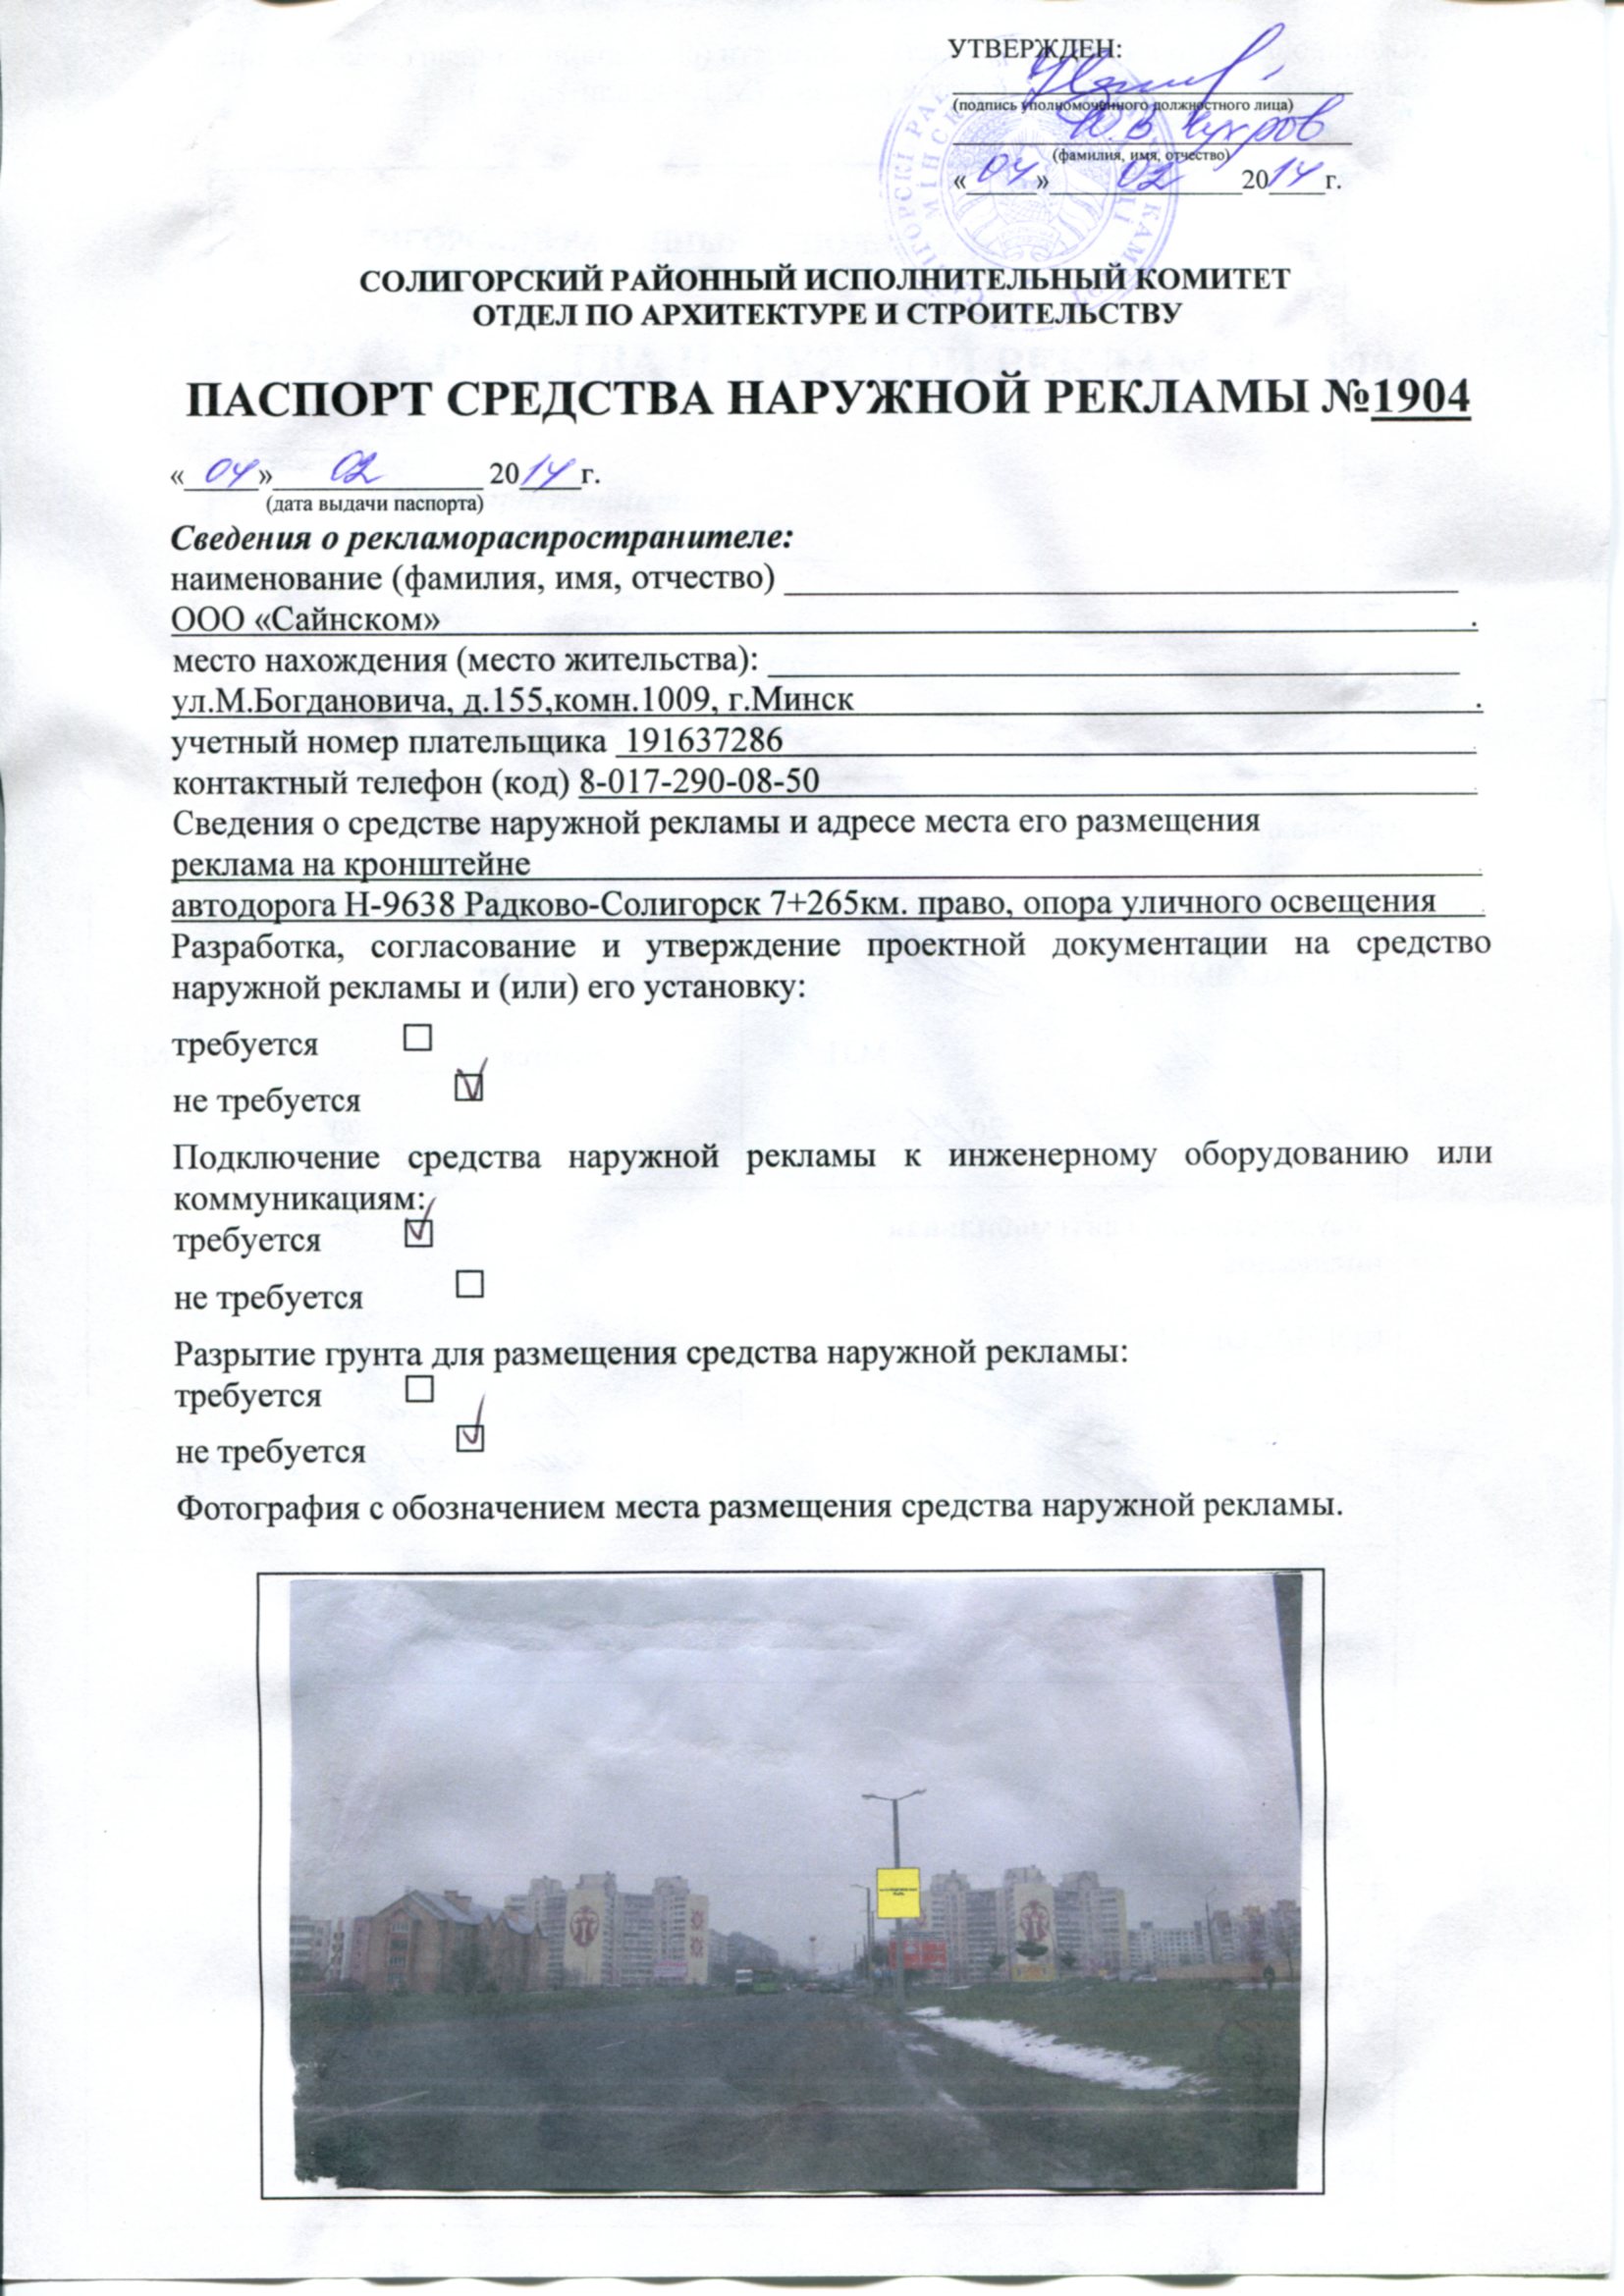 УТВЕРЖДЕН:
(подпись уполномоченного должностного лица)
(фамилия, имя, отчество)
«04» 02 2014г.
СОЛИГОРСКИЙ РАЙОННЫЙ ИСПОЛНИТЕЛЬНЫЙ КОМИТЕТ
ОТДЕЛ ПО АРХИТЕКТУРЕ И СТРОИТЕЛЬСТВУ
ПАСПОРТ СРЕДСТВА НАРУЖНОЙ РЕКЛАМЫ №1904
«04» 02 2014г.
(дата выдачи паспорта)
Сведения о рекламораспространителе:
наименование (фамилия, имя, отчество)
ООО «Сайнском» .
место нахождения (место жительства):
ул.М.Богдановича, д.155,комн.1009, г.Минск .
учетный номер плательщика 191637286
контактный телефон (код) 8-017-290-08-50
Сведения о средстве наружной рекламы и адресе места его размещения
реклама на кронштейне
автодорога Н-9638 Радково-Солигорск 7+265км. право, опора уличного освещения
Разработка, согласование и утверждение проектной документации на средство
наружной рекламы и (или) его установку:
требуется
не требуется
Подключение средства наружной рекламы к инженерному оборудованию или
коммуникациям:
требуется
не требуется
Разрытие грунта для размещения средства наружной рекламы:
требуется
не требуется
Фотография с обозначением места размещения средства наружной рекламы.